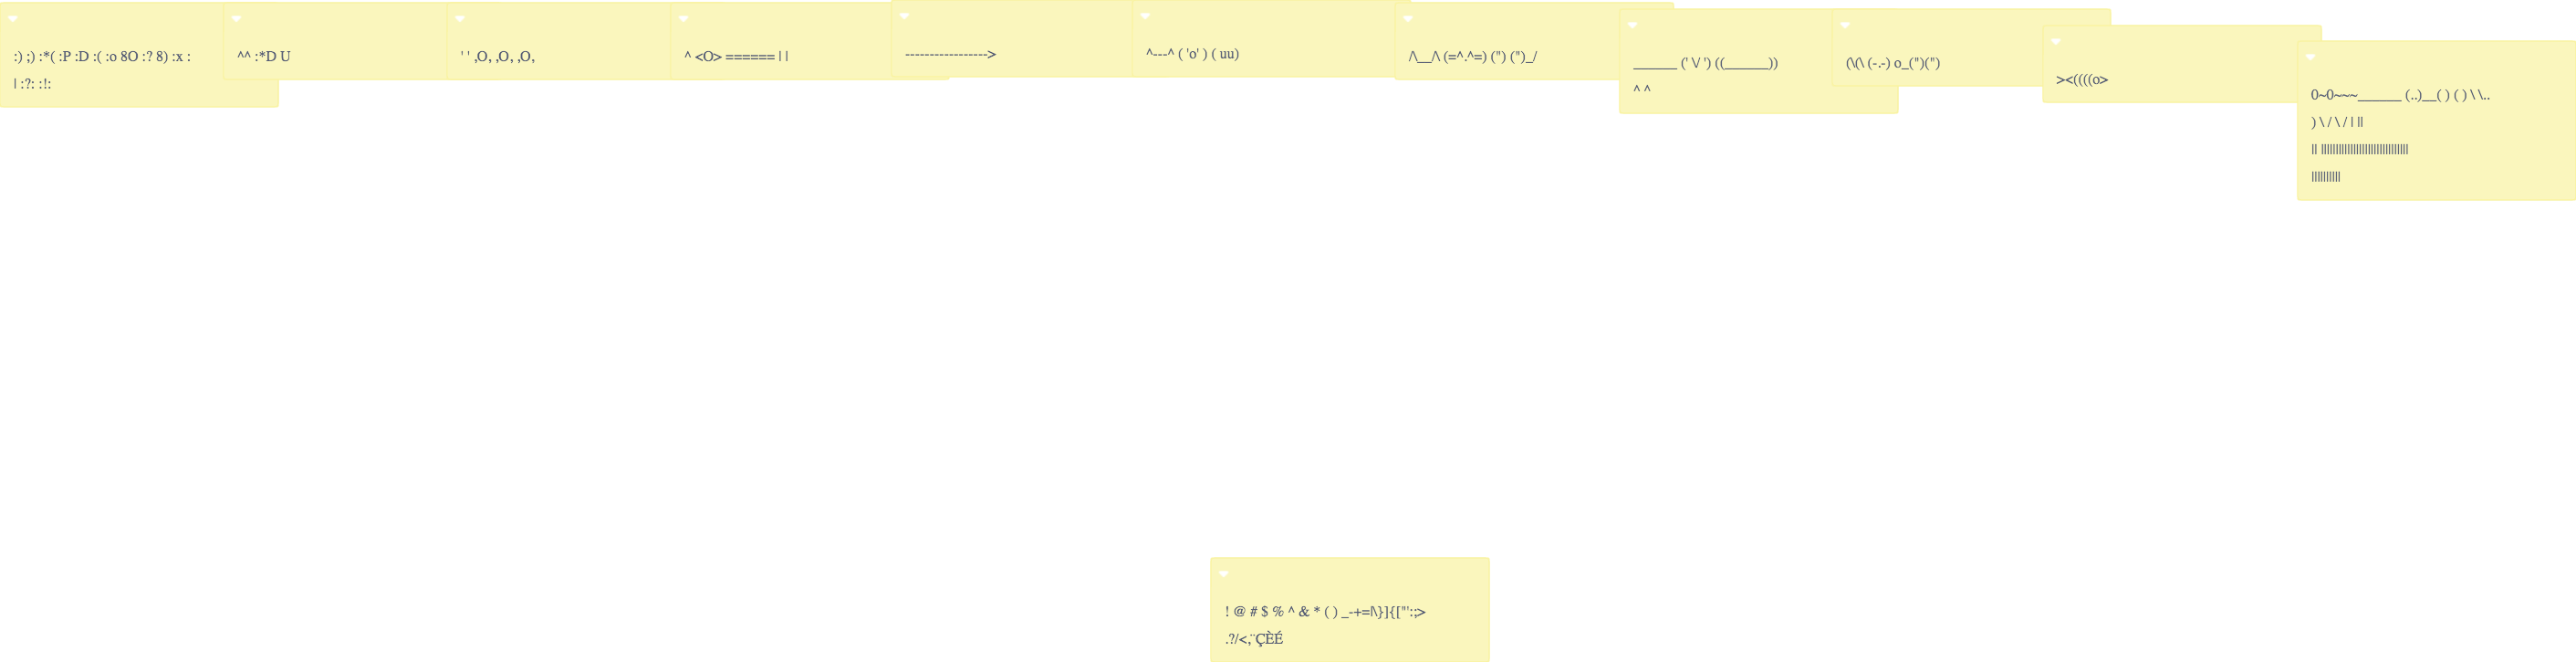 :) ;) :*( :P :D :( :o 8O :? 8) :x :
| :?: :!:
^^ :*D U
' ' ,O, ,O, ,O,
^ <O> ====== | |
----------------->
^---^ ( 'o' ) ( uu)
/\__/\ (=^.^=) (") (")_/
______ (' \/ ') ((______))
^ ^
(\(\ (-.-) o_(")(")
><((((o>
0~0~~~______ (..)__( ) ( ) \ \..
) \ / \ / | ||
|| ||||||||||||||||||||||||||||||
||||||||||
! @ # $ % ^ & * ( ) _-+=|\}]{["':;>
.?/<,¨ÇÈÉ